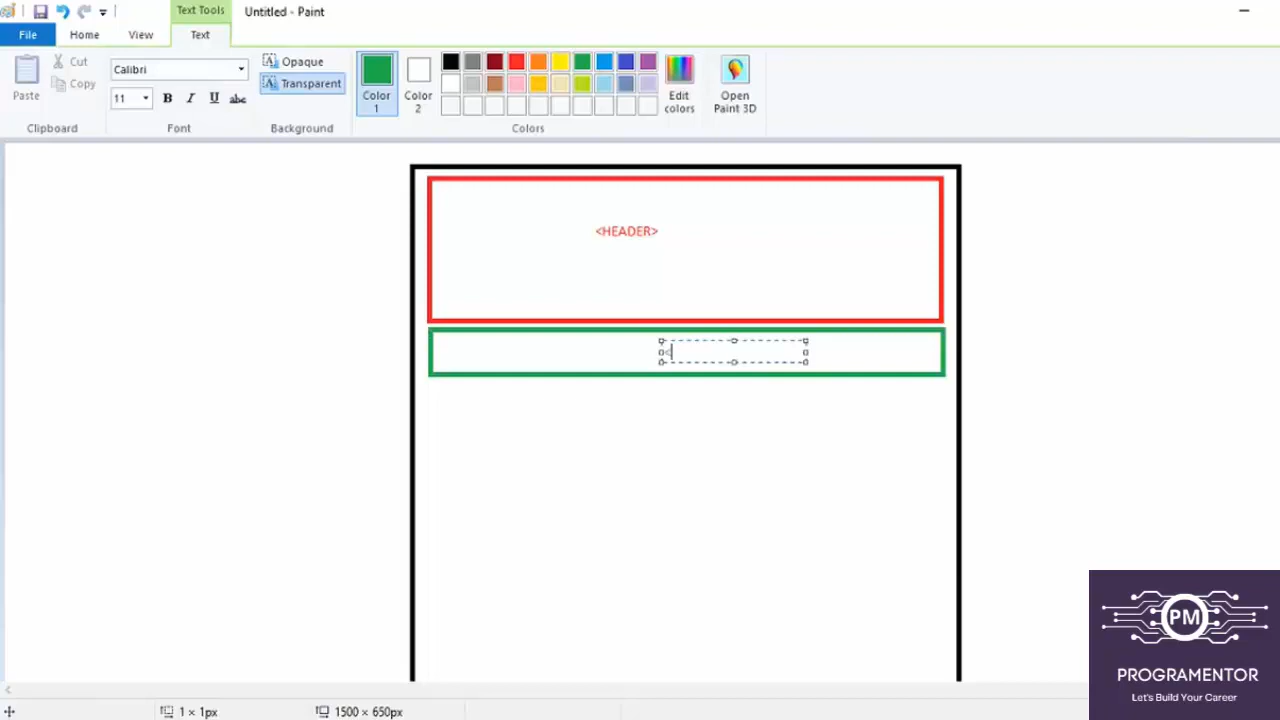 Text Tools
Untitled - Paint
File
Home
View
Text
Cut
Copy
Paste
Clipboard
Calibri
11
B
I
U
abc
Font
Opaque
Transparent
Background
Color
1
Color
2
Edit
colors
Open
Paint 3D
Colors
<HEADER>
<
PM
PROGRAMENTOR
Let's Build Your Career
1 × 1px
1500 × 650px